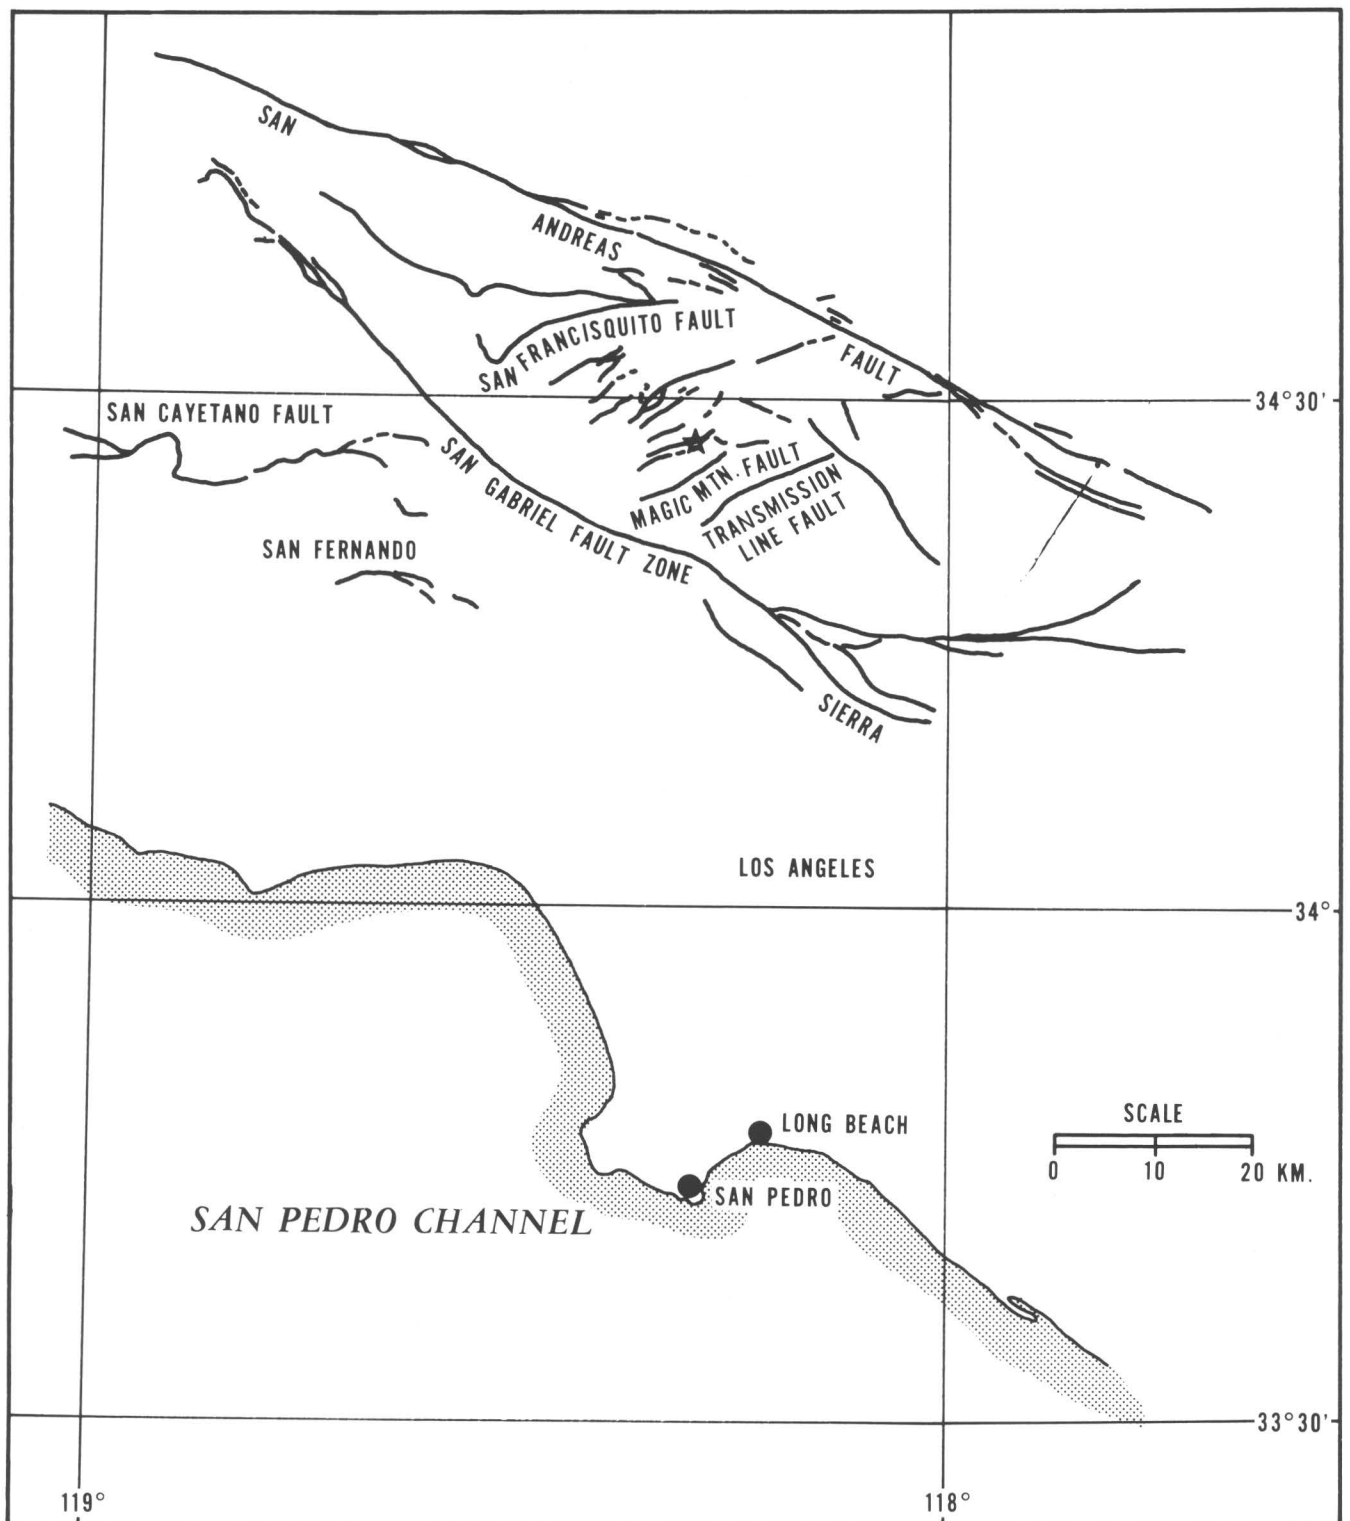 SAN
ANDREAS
FAULT
SAN FRANCISQUITO FAULT
34°30'
SAN CAYETANO FAULT
SAN GABRIEL FAULT ZONE
MAGIC MTN. FAULT
TRANSMISSION
LINE FAULT
SAN FERNANDO
SIERRA
LOS ANGELES
34°
LONG BEACH
SCALE
0 10 20 KM.
SAN PEDRO
SAN PEDRO CHANNEL
33°30'
119° 118°